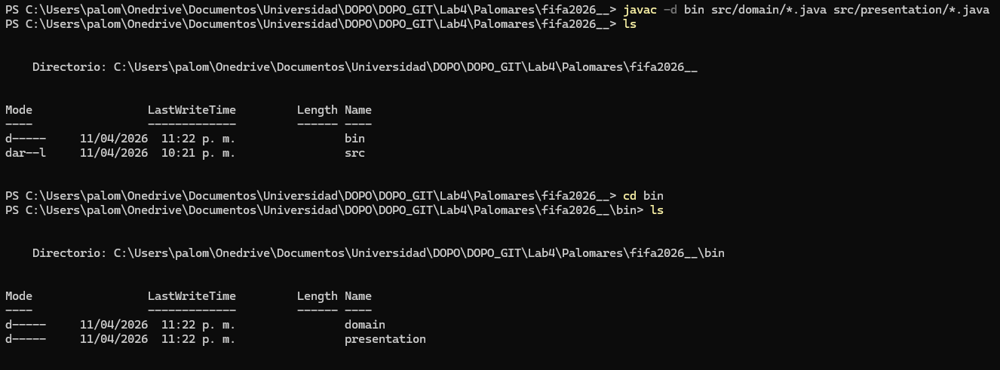 PS C:\Users\palom\Onedrive\Documentos\Universidad\DOPO\DOPO_GIT\Lab4\Palomares\fifa2026__> javac -d bin src/domain/*.java src/presentation/*.java
PS C:\Users\palom\Onedrive\Documentos\Universidad\DOPO\DOPO_GIT\Lab4\Palomares\fifa2026__> ls
Directorio: C:\Users\palom\Onedrive\Documentos\Universidad\DOPO\DOPO_GIT\Lab4\Palomares\fifa2026__
Mode                 LastWriteTime         Length Name
----                 -------------         ------ ----
d-----     11/04/2026  11:22 p. m.                bin
dar--l     11/04/2026  10:21 p. m.                src
PS C:\Users\palom\Onedrive\Documentos\Universidad\DOPO\DOPO_GIT\Lab4\Palomares\fifa2026__> cd bin
PS C:\Users\palom\Onedrive\Documentos\Universidad\DOPO\DOPO_GIT\Lab4\Palomares\fifa2026__\bin> ls
Directorio: C:\Users\palom\Onedrive\Documentos\Universidad\DOPO\DOPO_GIT\Lab4\Palomares\fifa2026__\bin
Mode                 LastWriteTime         Length Name
----                 -------------         ------ ----
d-----     11/04/2026  11:22 p. m.                domain
d-----     11/04/2026  11:22 p. m.                presentation